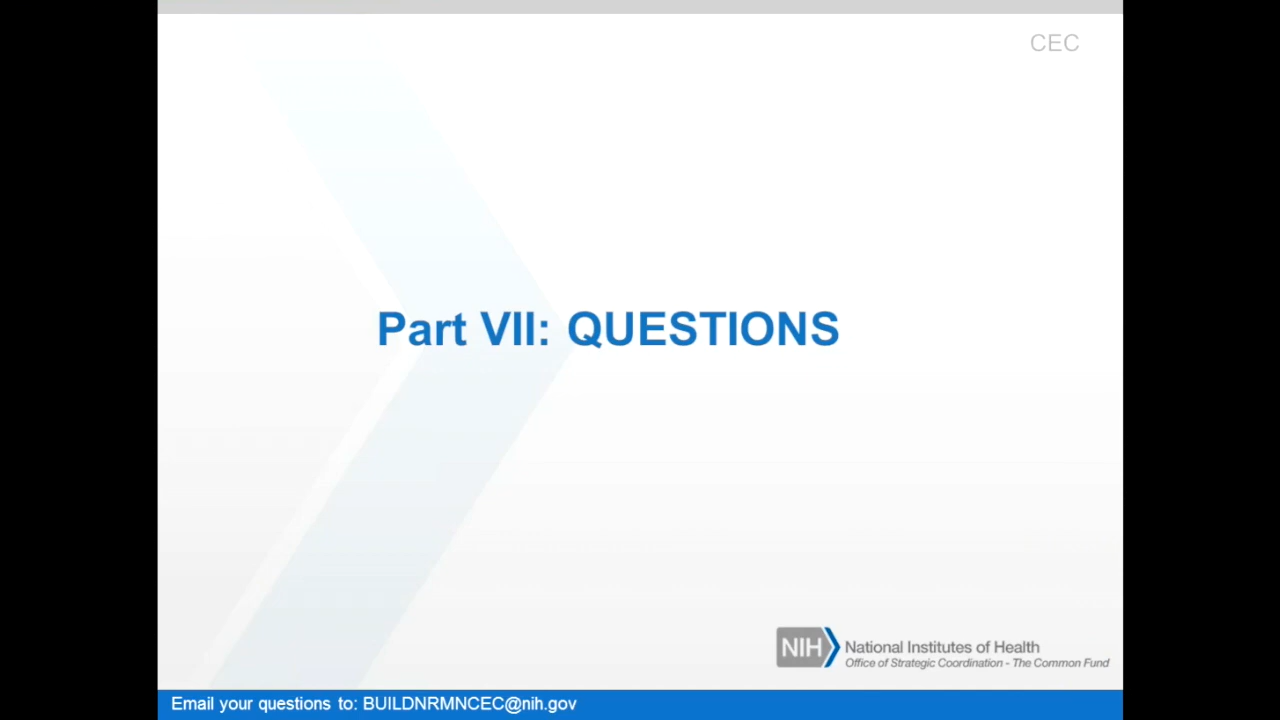 CEC
Part VII: QUESTIONS
NIH
National Institutes of Health
Office of Strategic Coordination - The Common Fund
Email your questions to: BUILDNRMNCEC@nih.gov